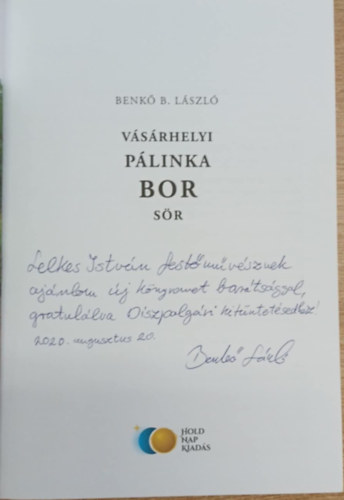 BENKŐ B. LÁSZLÓ
VÁSÁRHELYI
PÁLINKA
BOR
SÖR
Lelkes István festőművésznek
ajánlom új könyvemet barátsággal,
gratulálva Díszpolgári kitüntetésedhez!
2020. augusztus 20.
Benkő László
HOLD
NAP
KIADÁS